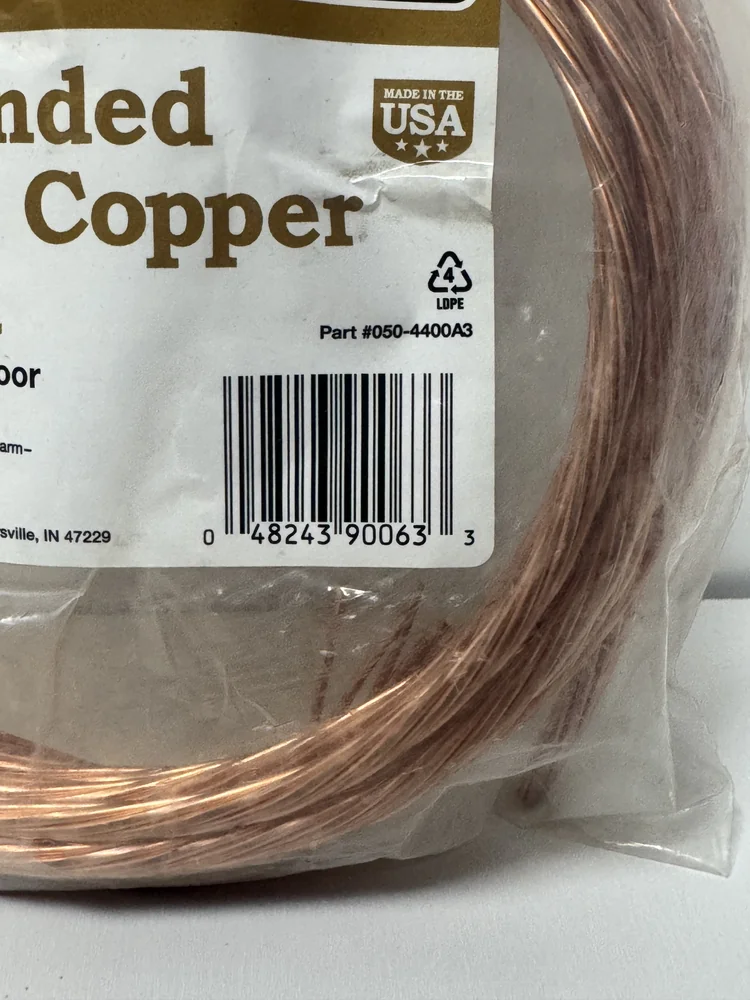 nded
MADE IN THE
USA
Copper
4
LDPE
Part #050-4400A3
oor
arm–
sville, IN 47229
0 48243 90063 3